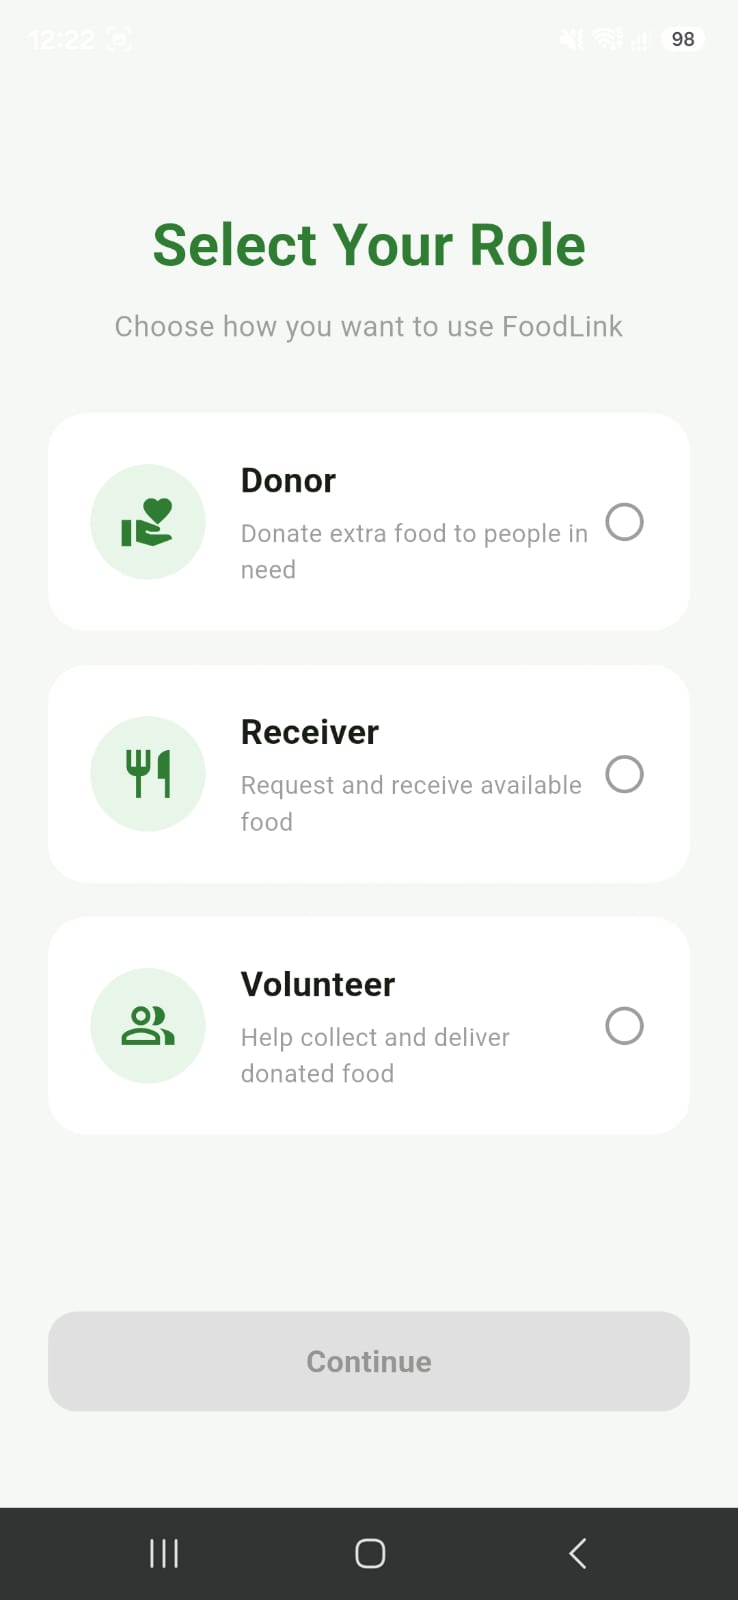 12:22
98
Select Your Role
Choose how you want to use FoodLink
Donor
Donate extra food to people in
need
Receiver
Request and receive available
food
Volunteer
Help collect and deliver
donated food
Continue